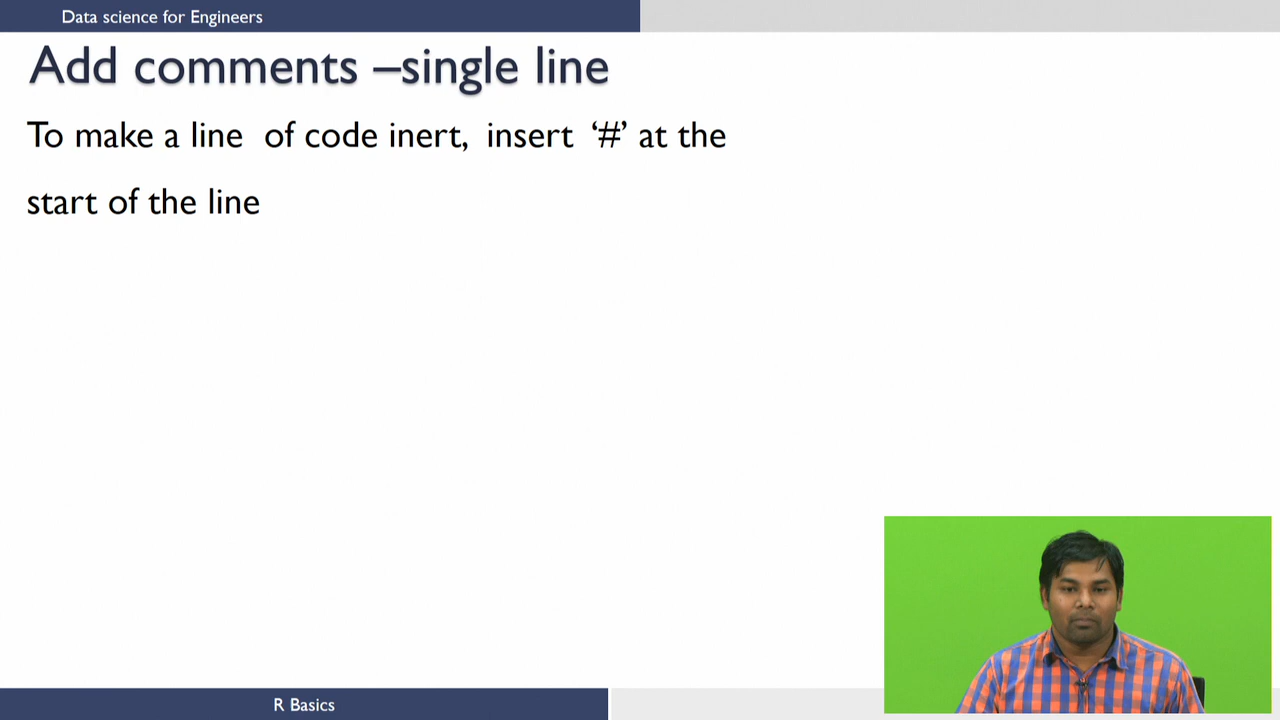 Data science for Engineers
Add comments –single line
To make a line of code inert, insert ‘#’ at the
start of the line
R Basics